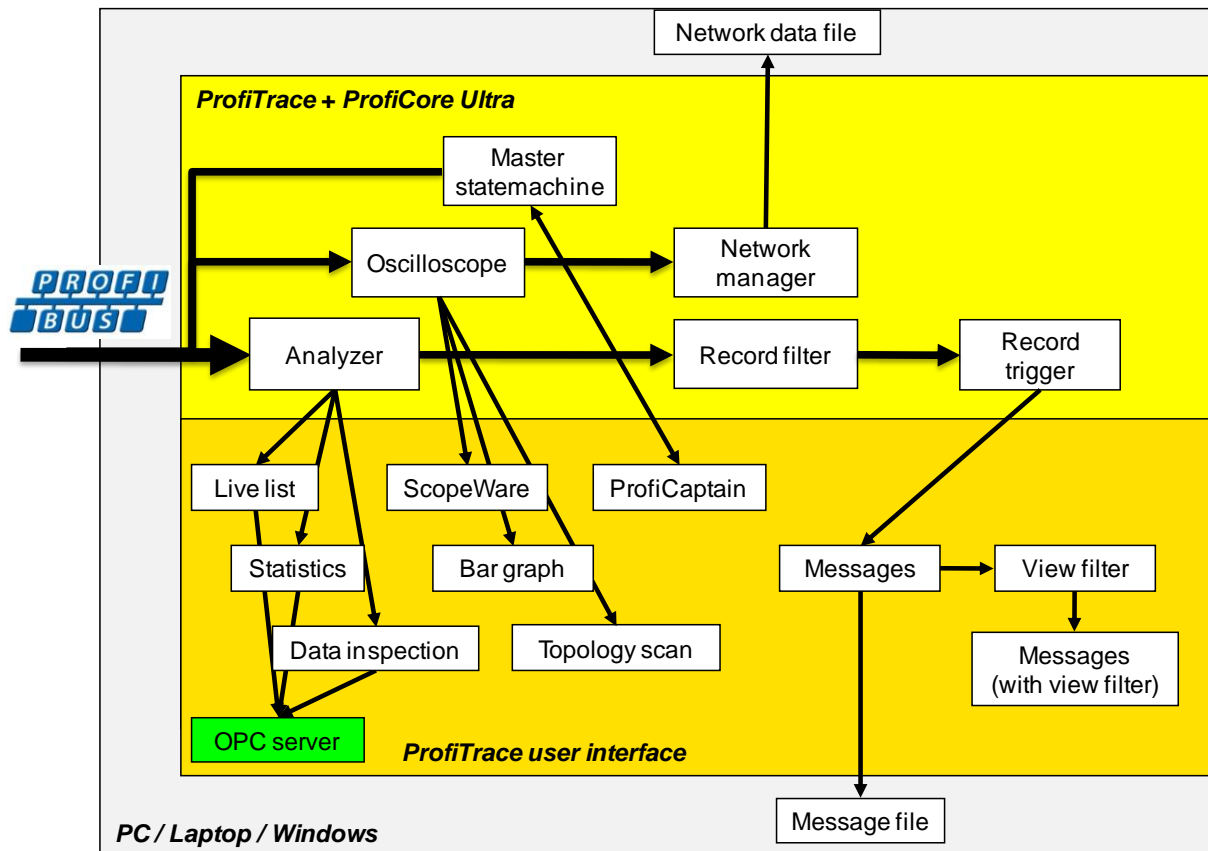 Network data file
ProfiTrace + ProfiCore Ultra
Master
statemachine
Oscilloscope
Network
manager
PROFI
BUS
Analyzer
Record filter
Record
trigger
Live list
ScopeWare
ProfiCaptain
Statistics
Bar graph
Messages
View filter
Data inspection
Topology scan
Messages
(with view filter)
OPC server
ProfiTrace user interface
Message file
PC / Laptop / Windows